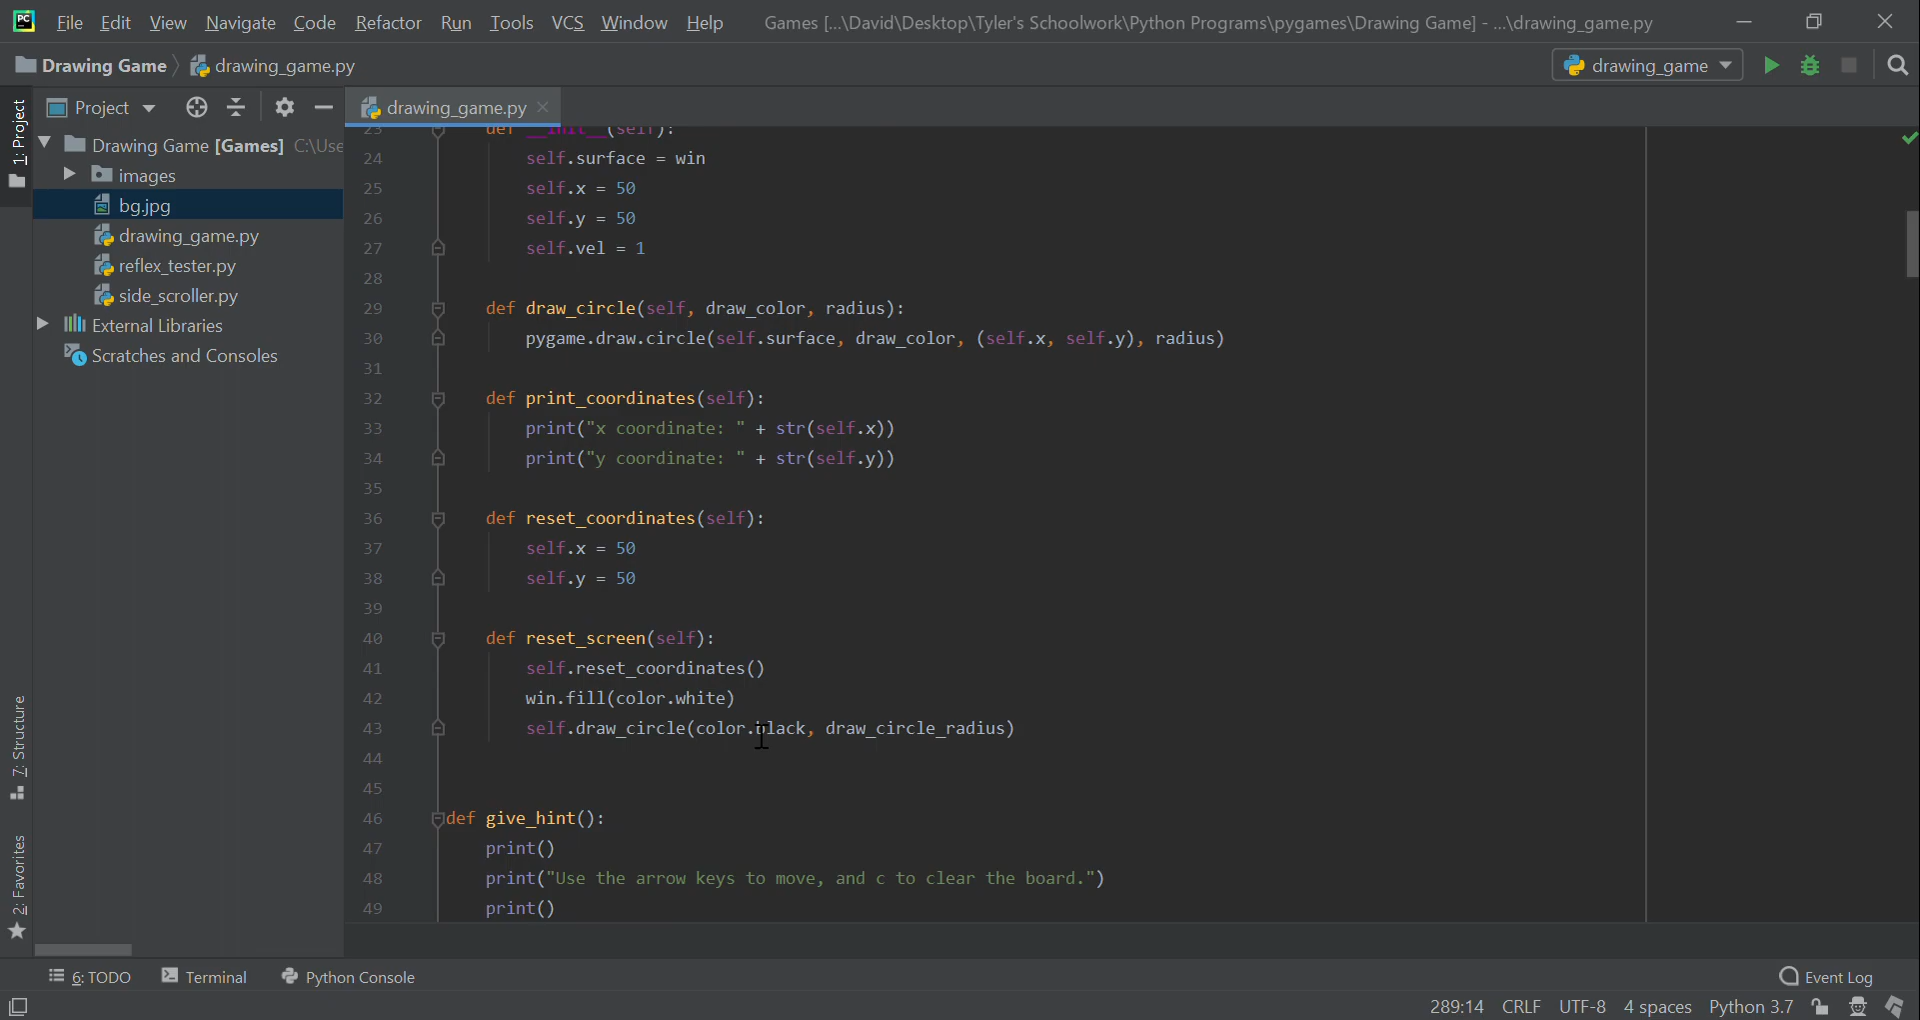 File Edit View Navigate Code Refactor Run Tools VCS Window Help Games [...\David\Desktop\Tyler's Schoolwork\Python Programs\pygames\Drawing Game] - ...\drawing_game.py
Drawing Game drawing_game.py drawing_game
1: Project
Project
drawing_game.py
Drawing Game [Games] C:\Use
images
bg.jpg
drawing_game.py
reflex_tester.py
side_scroller.py
External Libraries
Scratches and Consoles
23 def __init__(self):
24 self.surface = win
25 self.x = 50
26 self.y = 50
27 self.vel = 1
28
29 def draw_circle(self, draw_color, radius):
30 pygame.draw.circle(self.surface, draw_color, (self.x, self.y), radius)
31
32 def print_coordinates(self):
33 print("x coordinate: " + str(self.x))
34 print("y coordinate: " + str(self.y))
35
36 def reset_coordinates(self):
37 self.x = 50
38 self.y = 50
39
40 def reset_screen(self):
41 self.reset_coordinates()
42 win.fill(color.white)
43 self.draw_circle(color.black, draw_circle_radius)
44
45
46 def give_hint():
47 print()
48 print("Use the arrow keys to move, and c to clear the board.")
49 print()
7: Structure
2: Favorites
6: TODO Terminal Python Console Event Log
289:14 CRLF UTF-8 4 spaces Python 3.7